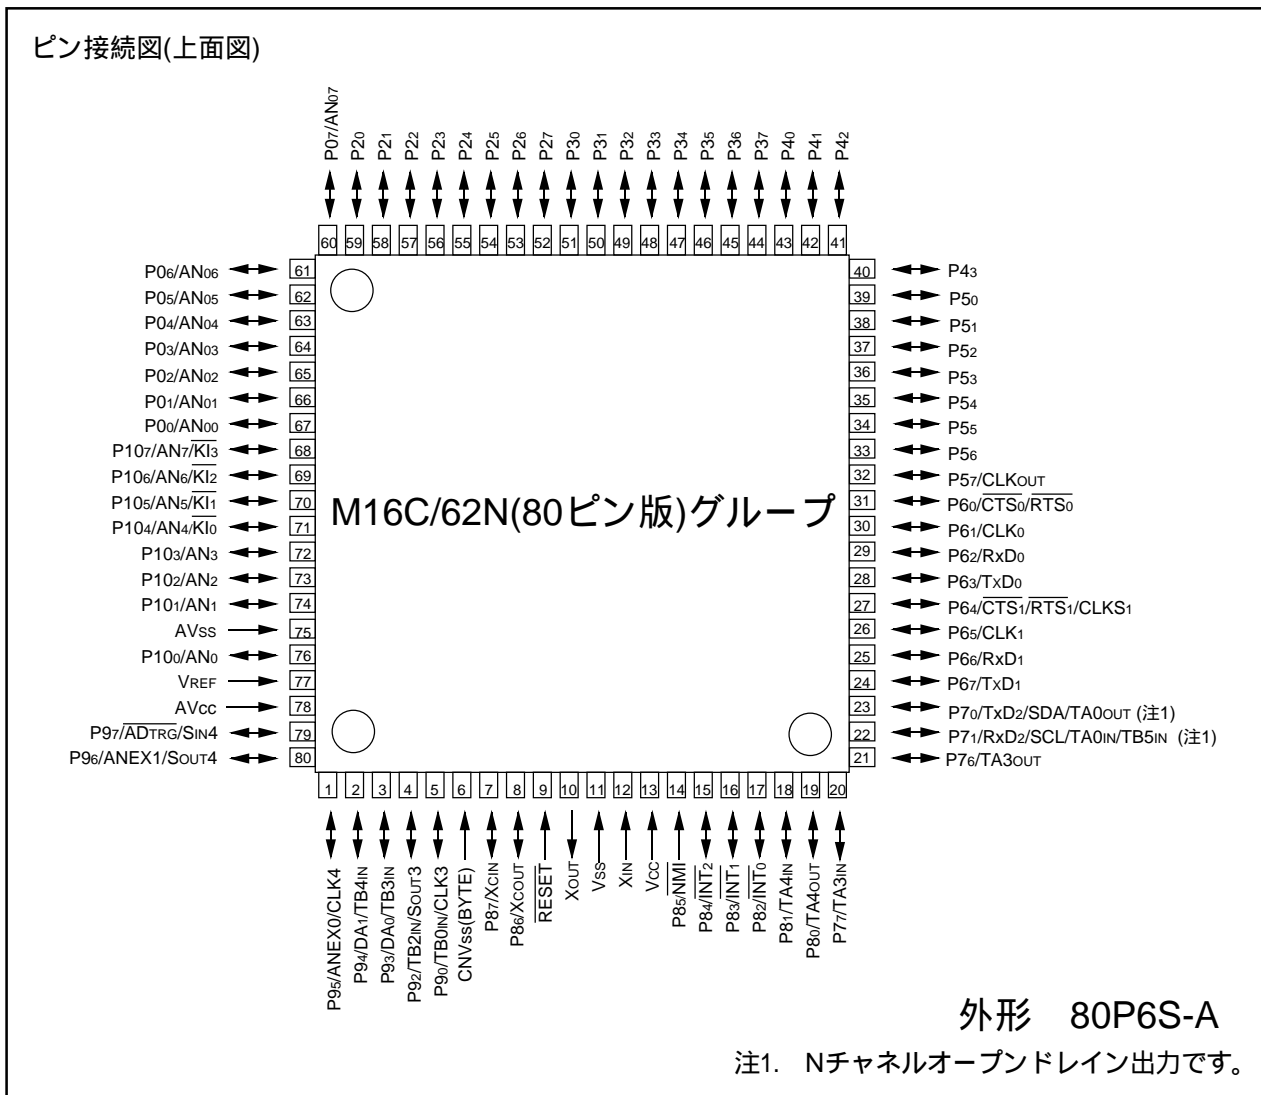 ピン接続図(上面図)
P07/AN07
P20
P21
P22
P23
P24
P25
P26
P27
P30
P31
P32
P33
P34
P35
P36
P37
P40
P41
P42
60 59 58 57 56 55 54 53 52 51 50 49 48 47 46 45 44 43 42 41
P06/AN06 61
P05/AN05 62
P04/AN04 63
P03/AN03 64
P02/AN02 65
P01/AN01 66
P00/AN00 67
P107/AN7/KI3 68
P106/AN6/KI2 69
P105/AN5/KI1 70
P104/AN4/KI0 71
P103/AN3 72
P102/AN2 73
P101/AN1 74
AVSS 75
P100/AN0 76
VREF 77
AVCC 78
P97/ADTRG/SIN4 79
P96/ANEX1/SOUT4 80
M16C/62N(80ピン版)グループ
40 P43
39 P50
38 P51
37 P52
36 P53
35 P54
34 P55
33 P56
32 P57/CLKOUT
31 P60/CTS0/RTS0
30 P61/CLK0
29 P62/RxD0
28 P63/TxD0
27 P64/CTS1/RTS1/CLKS1
26 P65/CLK1
25 P66/RxD1
24 P67/TxD1
23 P70/TxD2/SDA/TA0OUT (注1)
22 P71/RxD2/SCL/TA0IN/TB5IN (注1)
21 P76/TA3OUT
1 2 3 4 5 6 7 8 9 10 11 12 13 14 15 16 17 18 19 20
P95/ANEX0/CLK4
P94/DA1/TB4IN
P93/DA0/TB3IN
P92/TB2IN/SOUT3
P90/TB0IN/CLK3
CNVss(BYTE)
P87/XCIN
P86/XCOUT
RESET
XOUT
VSS
XIN
VCC
P85/NMI
P84/INT2
P83/INT1
P82/INT0
P81/TA4IN
P80/TA4OUT
P77/TA3IN
外形 80P6S-A
注1. Nチャネルオープンドレイン出力です。